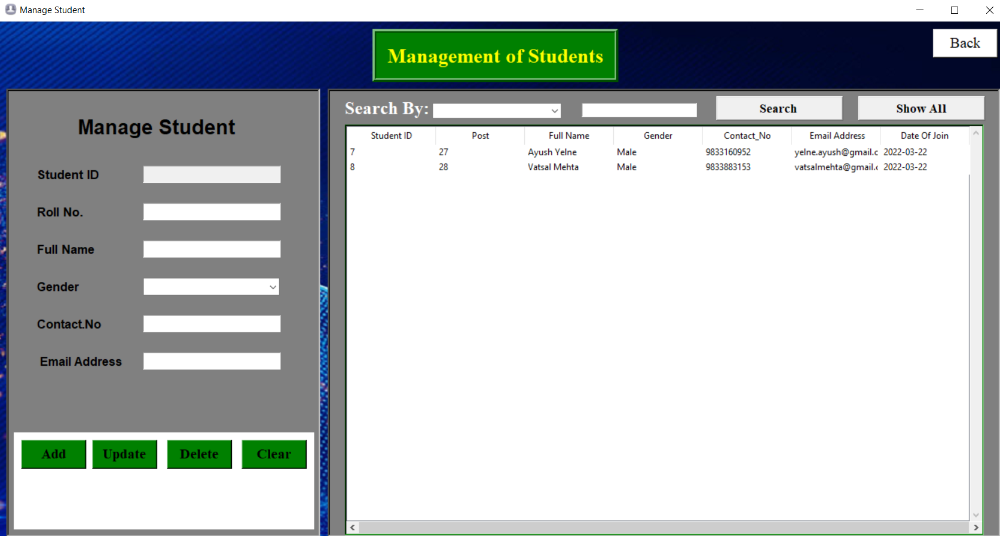 Manage Student
Management of Students
Back
Manage Student
Student ID
Roll No.
Full Name
Gender
Contact.No
Email Address
Add Update Delete Clear
Search By: Search Show All
Student ID Post Full Name Gender Contact_No Email Address Date Of Join
7 27 Ayush Yelne Male 9833160952 yelne.ayush@gmail.c 2022-03-22
8 28 Vatsal Mehta Male 9833883153 vatsalmehta@gmail.c 2022-03-22